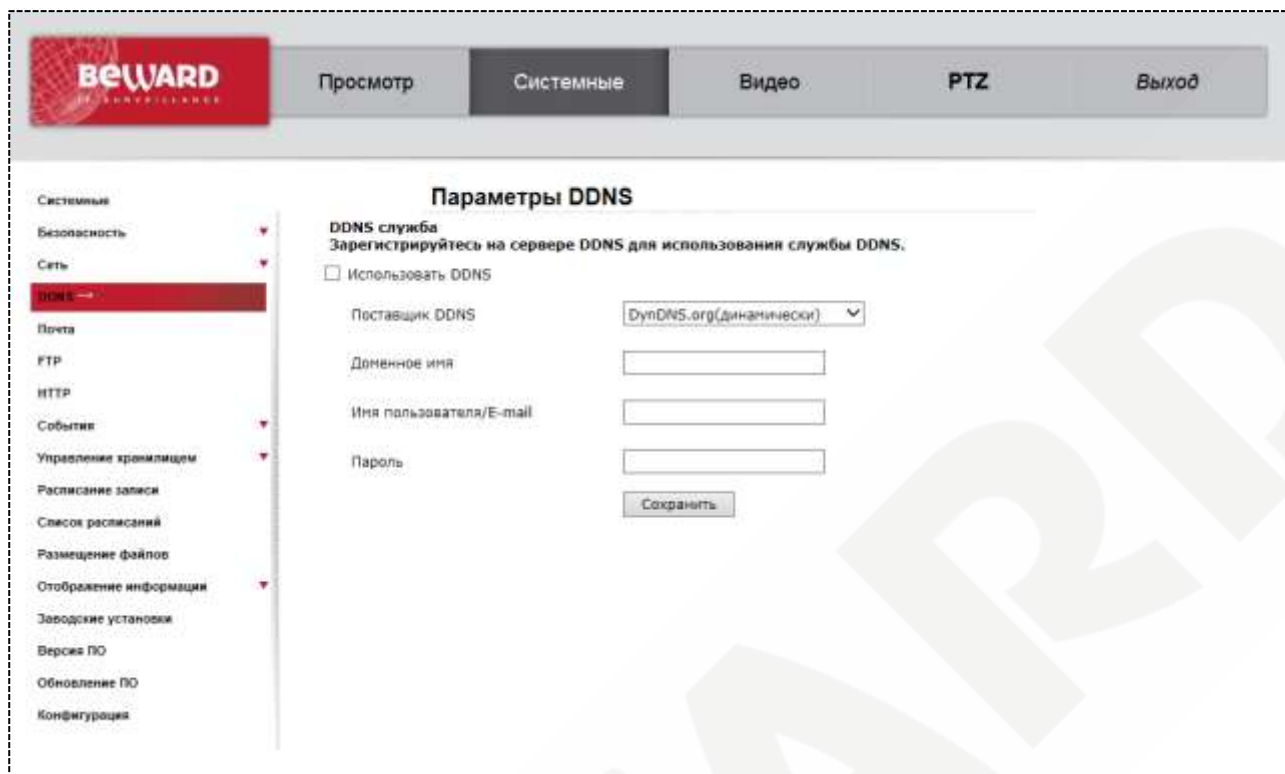 BEWARD
IP SURVEILLANCE
Просмотр
Системные
Видео
PTZ
Выход
Системные
Безопасность
Сеть
DDNS
Почта
FTP
HTTP
События
Управление хранилищем
Расписание записи
Список расписаний
Размещение файлов
Отображение информации
Заводские установки
Версия ПО
Обновление ПО
Конфигурация
Параметры DDNS
DDNS служба
Зарегистрируйтесь на сервере DDNS для использования службы DDNS.
Использовать DDNS
Поставщик DDNS
DynDNS.org(динамически)
Доменное имя
Имя пользователя/E-mail
Пароль
Сохранить